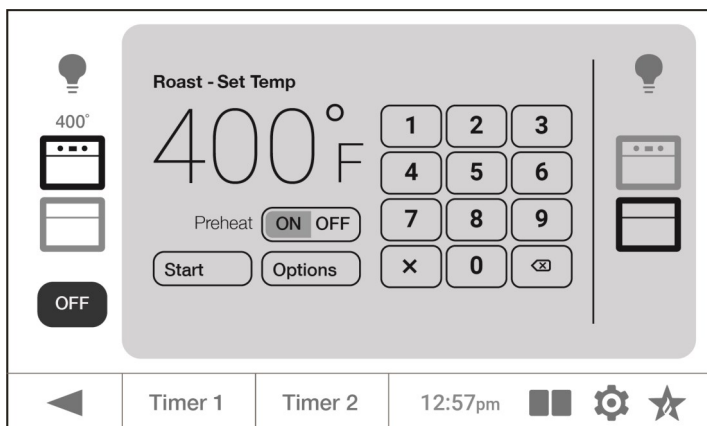 Roast - Set Temp
400°
400°F
1 2 3
4 5 6
Preheat ON OFF
7 8 9
Start Options
× 0
OFF
Timer 1 Timer 2 12:57pm